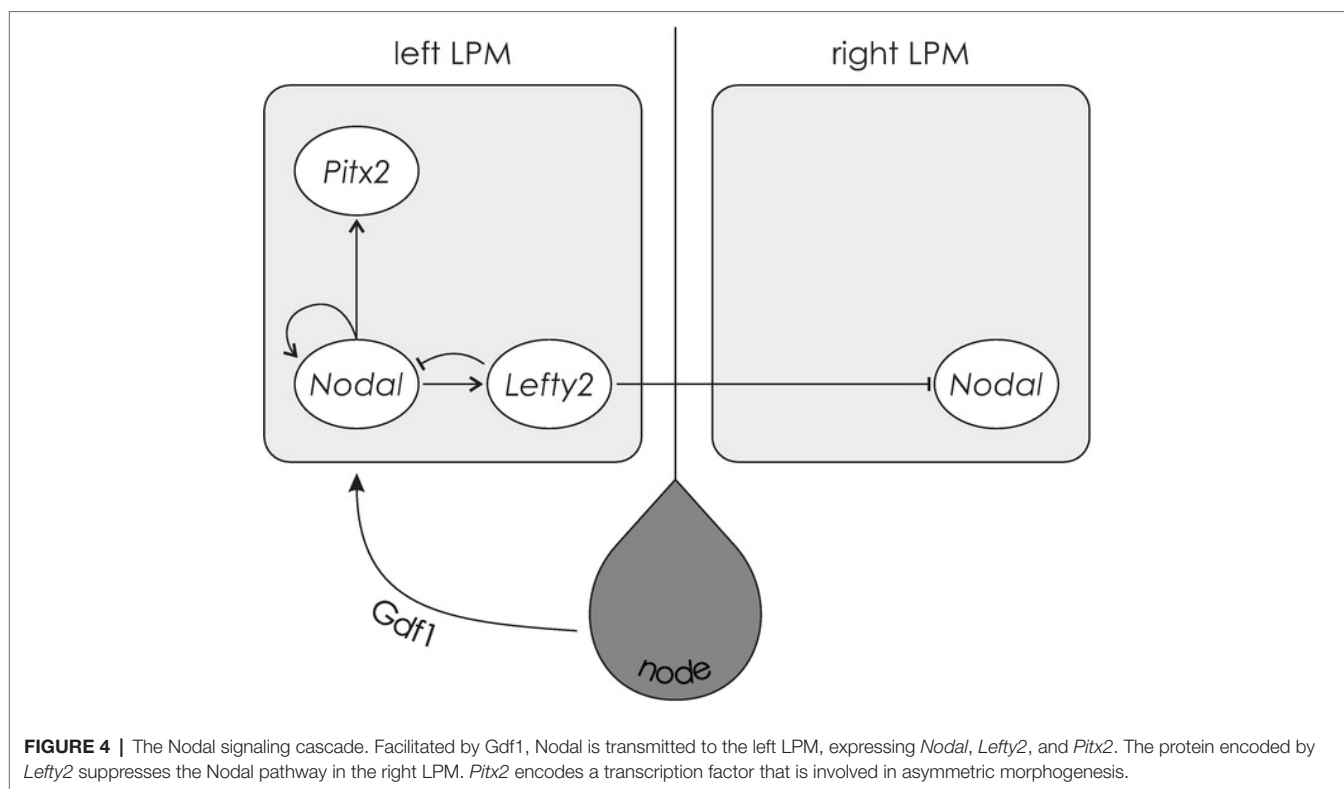 left LPM
right LPM
Pitx2
Nodal
Lefty2
Nodal
Gdf1
node
FIGURE 4 | The Nodal signaling cascade. Facilitated by Gdf1, Nodal is transmitted to the left LPM, expressing Nodal, Lefty2, and Pitx2. The protein encoded by
Lefty2 suppresses the Nodal pathway in the right LPM. Pitx2 encodes a transcription factor that is involved in asymmetric morphogenesis.